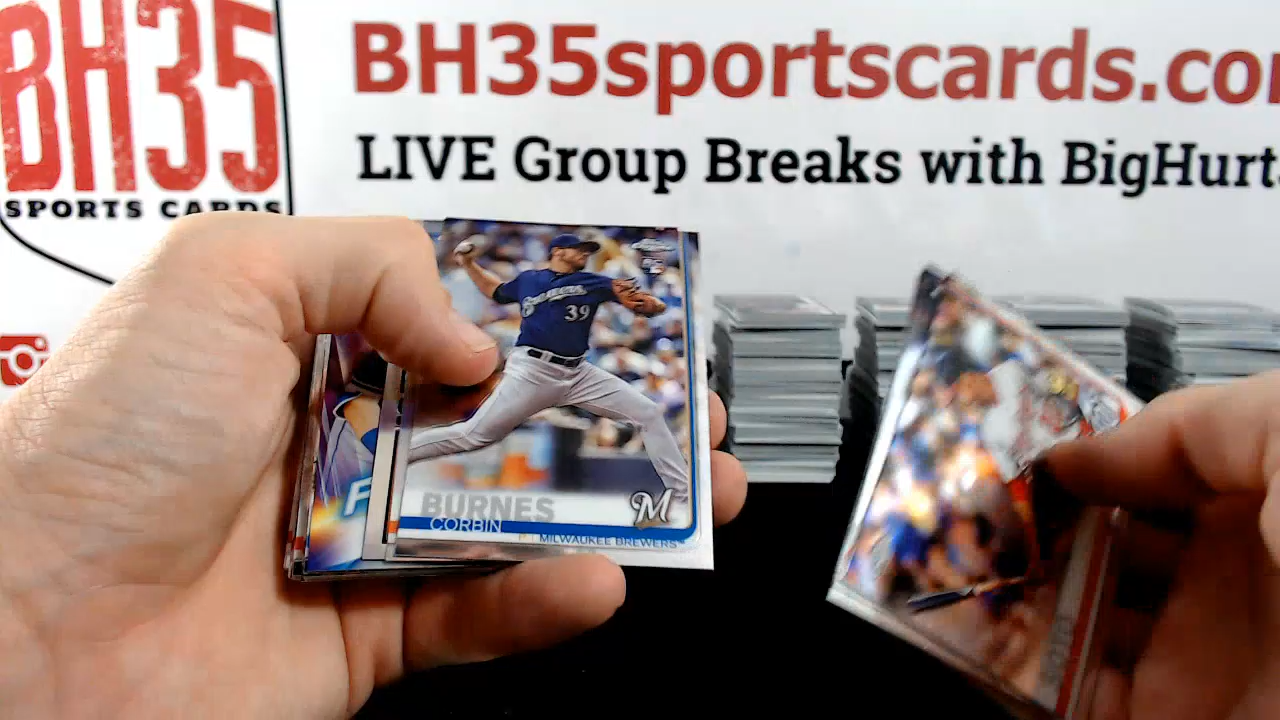 BH35
SPORTS CARDS
BH35sportscards.co
LIVE Group Breaks with BigHurt
39
BURNES
CORBIN
M
MILWAUKEE BREWERS
F